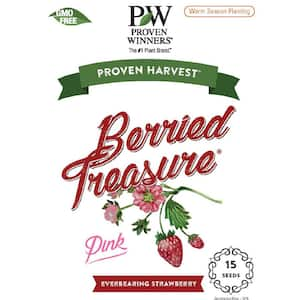 GMO
FREE
PW
PROVEN
WINNERS®
The #1 Plant Brand®
Warm Season Planting
PROVEN HARVEST®
Berried
Treasure®
Pink
15
SEEDS
EVERBEARING STRAWBERRY